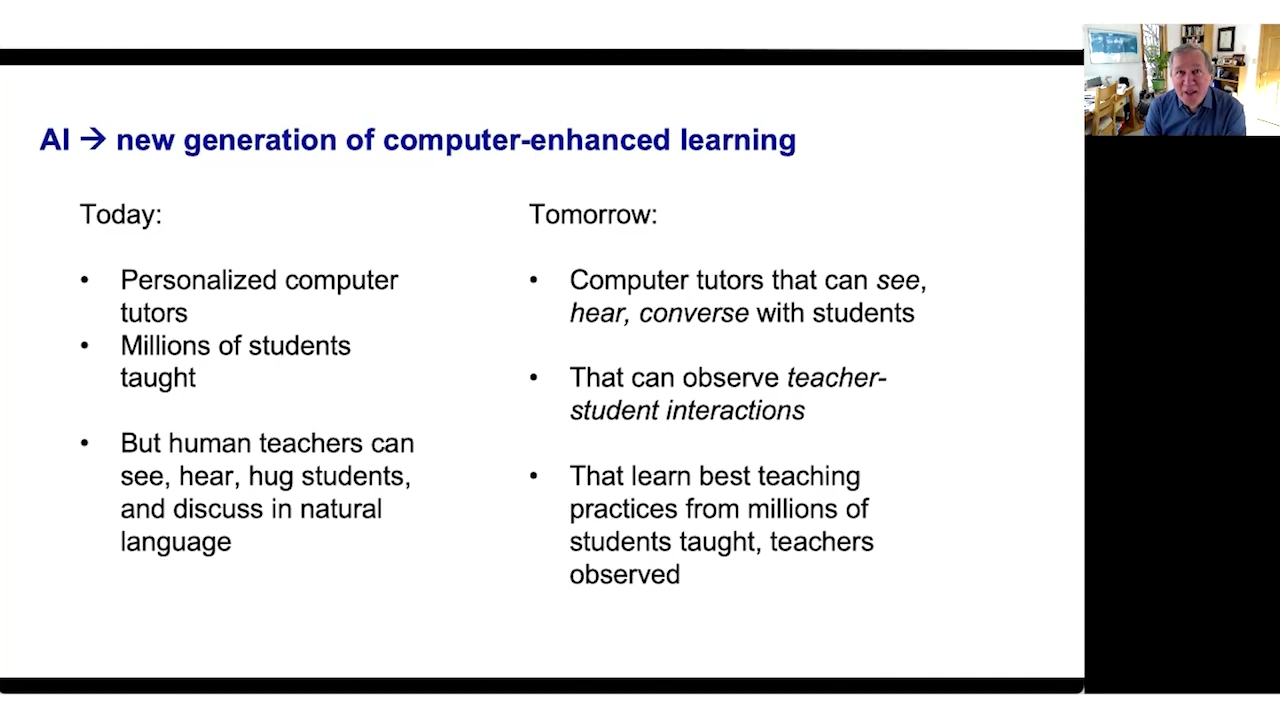 AI → new generation of computer-enhanced learning
Today:
• Personalized computer
tutors
• Millions of students
taught
• But human teachers can
see, hear, hug students,
and discuss in natural
language
Tomorrow:
• Computer tutors that can see,
hear, converse with students
• That can observe teacher-
student interactions
• That learn best teaching
practices from millions of
students taught, teachers
observed